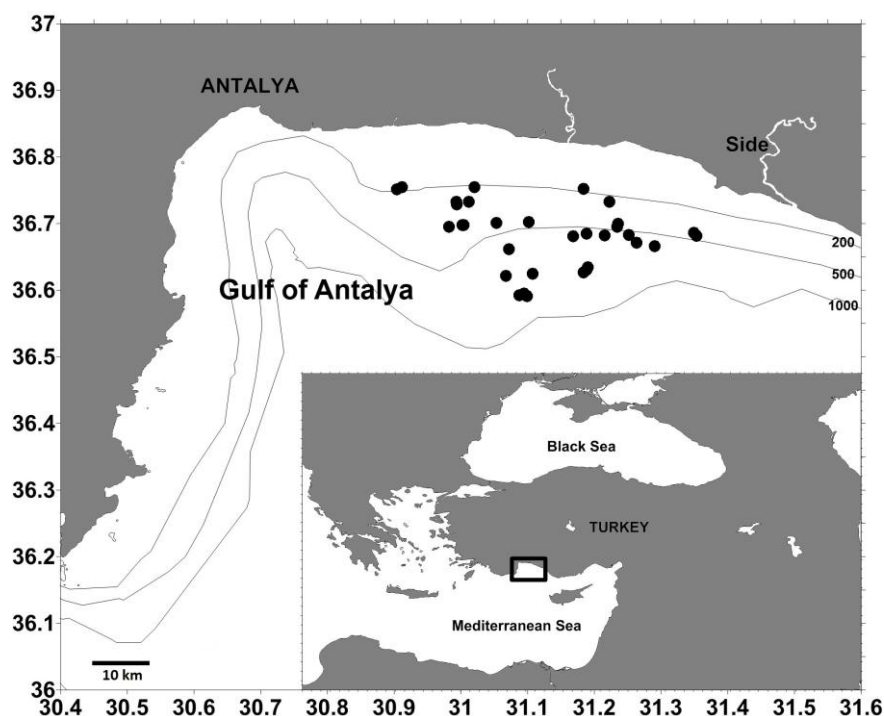 37
36.9
36.8
36.7
36.6
36.5
36.4
36.3
36.2
36.1
36
ANTALYA
Side
200
500
1000
Gulf of Antalya
Black Sea
TURKEY
Mediterranean Sea
10 km
30.4 30.5 30.6 30.7 30.8 30.9 31 31.1 31.2 31.3 31.4 31.5 31.6